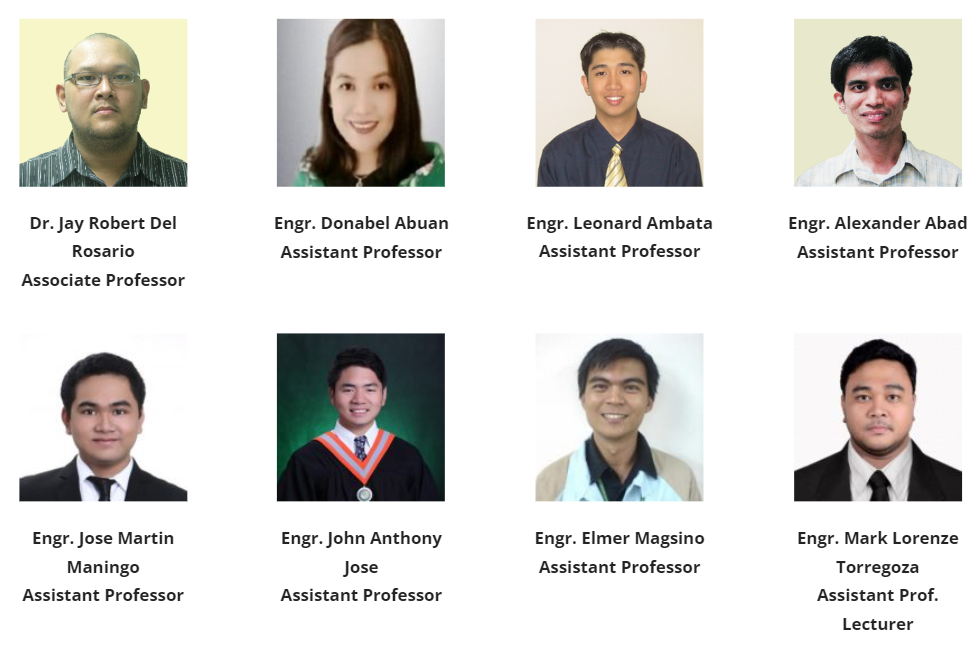 Dr. Jay Robert Del
Rosario
Associate Professor
Engr. Donabel Abuan
Assistant Professor
Engr. Leonard Ambata
Assistant Professor
Engr. Alexander Abad
Assistant Professor
Engr. Jose Martin
Maningo
Assistant Professor
Engr. John Anthony
Jose
Assistant Professor
Engr. Elmer Magsino
Assistant Professor
Engr. Mark Lorenze
Torregoza
Assistant Prof.
Lecturer